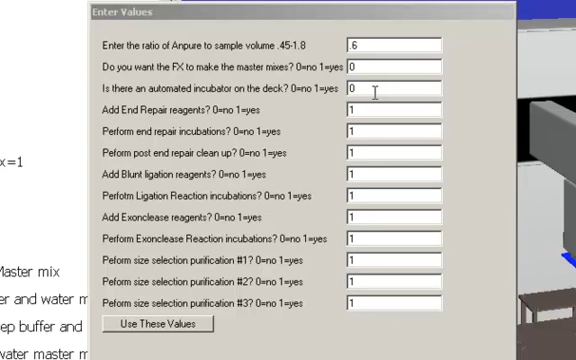 Enter Values
Enter the ratio of Anpure to sample volume .45-1.8 .6
Do you want the FX to make the master mixes? 0=no 1=yes 0
Is there an automated incubator on the deck? 0=no 1=yes 0
Add End Repair reagents? 0=no 1=yes 1
Perform end repair incubations? 0=no 1=yes 1
Peform post end repair clean up? 0=no 1=yes 1
Add Blunt ligation reagents? 0=no 1=yes 1
Perfotm Ligation Reaction incubations? 0=no 1=yes 1
Add Exonclease reagents? 0=no 1=yes 1
Perform Exonclease Reaction incubations? 0=no 1=yes 1
Peform size selection purification #1? 0=no 1=yes 1
Peform size selection purification #2? 0=no 1=yes 1
Peform size selection purification #3? 0=no 1=yes 1
Use These Values
x=1
Master mix
er and water m
ep buffer and
water master m